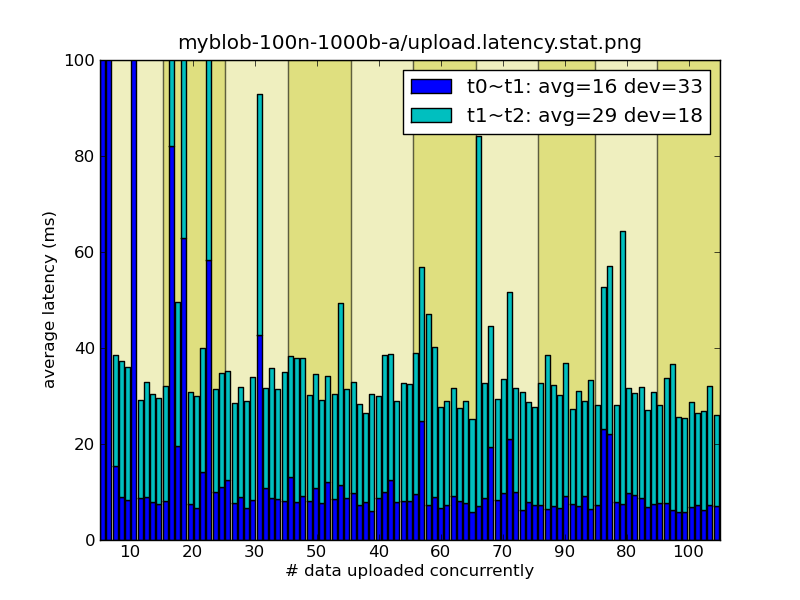 myblob-100n-1000b-a/upload.latency.stat.png
t0~t1: avg=16 dev=33
t1~t2: avg=29 dev=18
average latency (ms)
100
80
60
40
20
0
10 20 30 50 40 60 70 90 80 100
# data uploaded concurrently